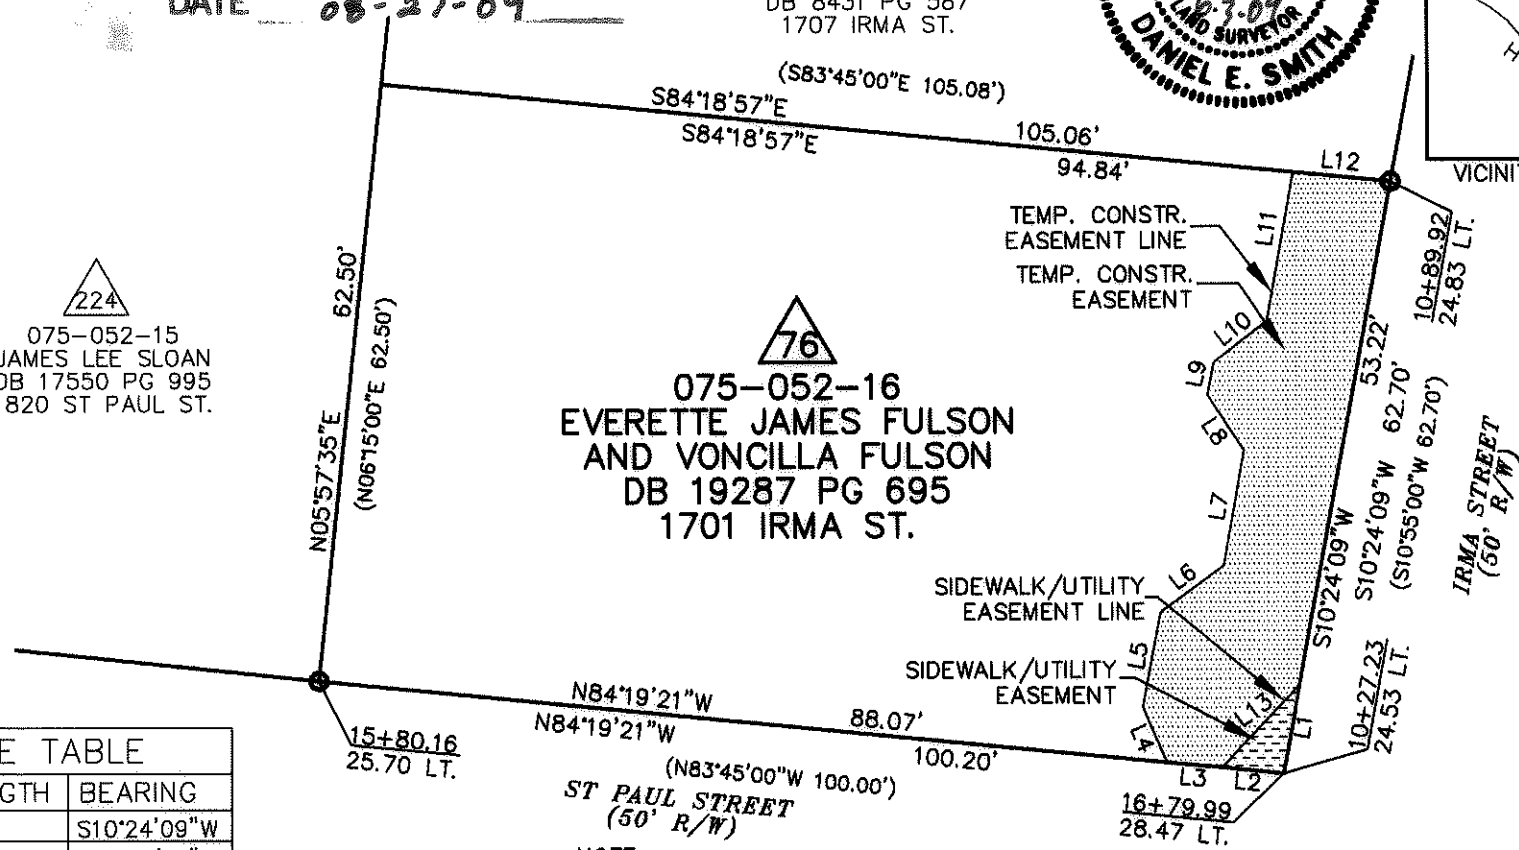 DATE 08-27-09
DB 8431 PG 587
1707 IRMA ST.
LAND SURVEYOR
DANIEL E. SMITH
(S83°45'00"E 105.08')
S84°18'57"E
105.06'
S84°18'57"E
94.84'
L12
TEMP. CONSTR.
EASEMENT LINE
L11
TEMP. CONSTR.
EASEMENT
10+89.92
24.83 LT.
224
075-052-15
JAMES LEE SLOAN
DB 17550 PG 995
820 ST PAUL ST.
62.50'
N05°57'35"E
(N06°15'00"E 62.50')
76
075-052-16
EVERETTE JAMES FULSON
AND VONCILLA FULSON
DB 19287 PG 695
1701 IRMA ST.
L10
L9
L8
L7
L6
L5
L4
53.22'
S10°24'09"W
S10°24'09"W 62.70'
(S10°55'00"W 62.70')
IRMA STREET
(50' R/W)
SIDEWALK/UTILITY
EASEMENT LINE
SIDEWALK/UTILITY
EASEMENT
L13
L1
10+27.23
24.53 LT.
N84°19'21"W
88.07'
N84°19'21"W
100.20'
L3
L2
(N83°45'00"W 100.00')
15+80.16
25.70 LT.
16+79.99
28.47 LT.
ST PAUL STREET
(50' R/W)
E TABLE
GTH
BEARING
S10°24'09"W